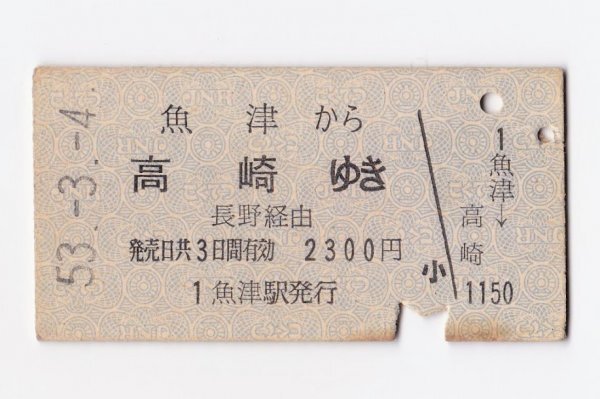 53.-3.-4.
魚津から
高崎ゆき
長野経由
発売日共3日間有効 2300円
1魚津駅発行
小
1
魚津→
高崎
1150